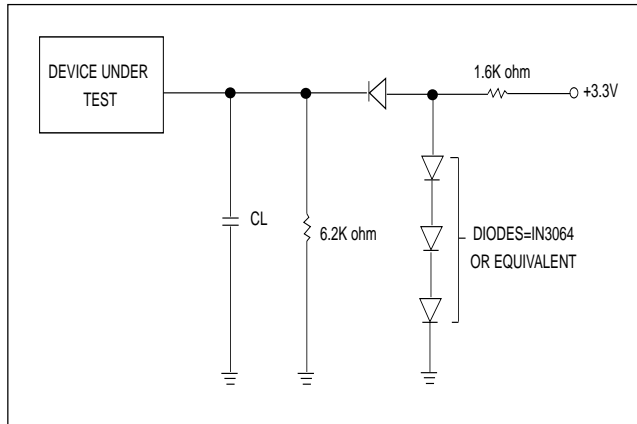 DEVICE UNDER
TEST
1.6K ohm
+3.3V
CL
6.2K ohm
DIODES=IN3064
OR EQUIVALENT